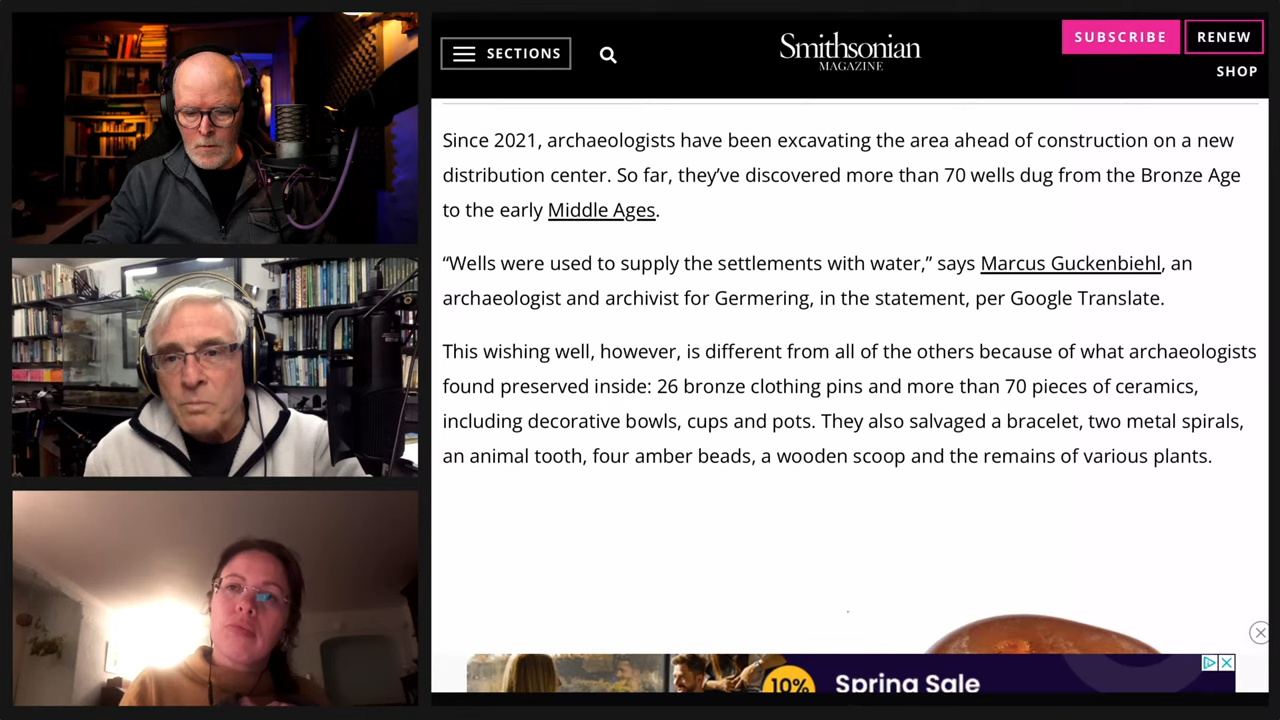 SECTIONS
Smithsonian
MAGAZINE
SUBSCRIBE
RENEW
SHOP
Since 2021, archaeologists have been excavating the area ahead of construction on a new
distribution center. So far, they’ve discovered more than 70 wells dug from the Bronze Age
to the early Middle Ages.
“Wells were used to supply the settlements with water,” says Marcus Guckenbiehl, an
archaeologist and archivist for Germering, in the statement, per Google Translate.
This wishing well, however, is different from all of the others because of what archaeologists
found preserved inside: 26 bronze clothing pins and more than 70 pieces of ceramics,
including decorative bowls, cups and pots. They also salvaged a bracelet, two metal spirals,
an animal tooth, four amber beads, a wooden scoop and the remains of various plants.
10%
Spring Sale